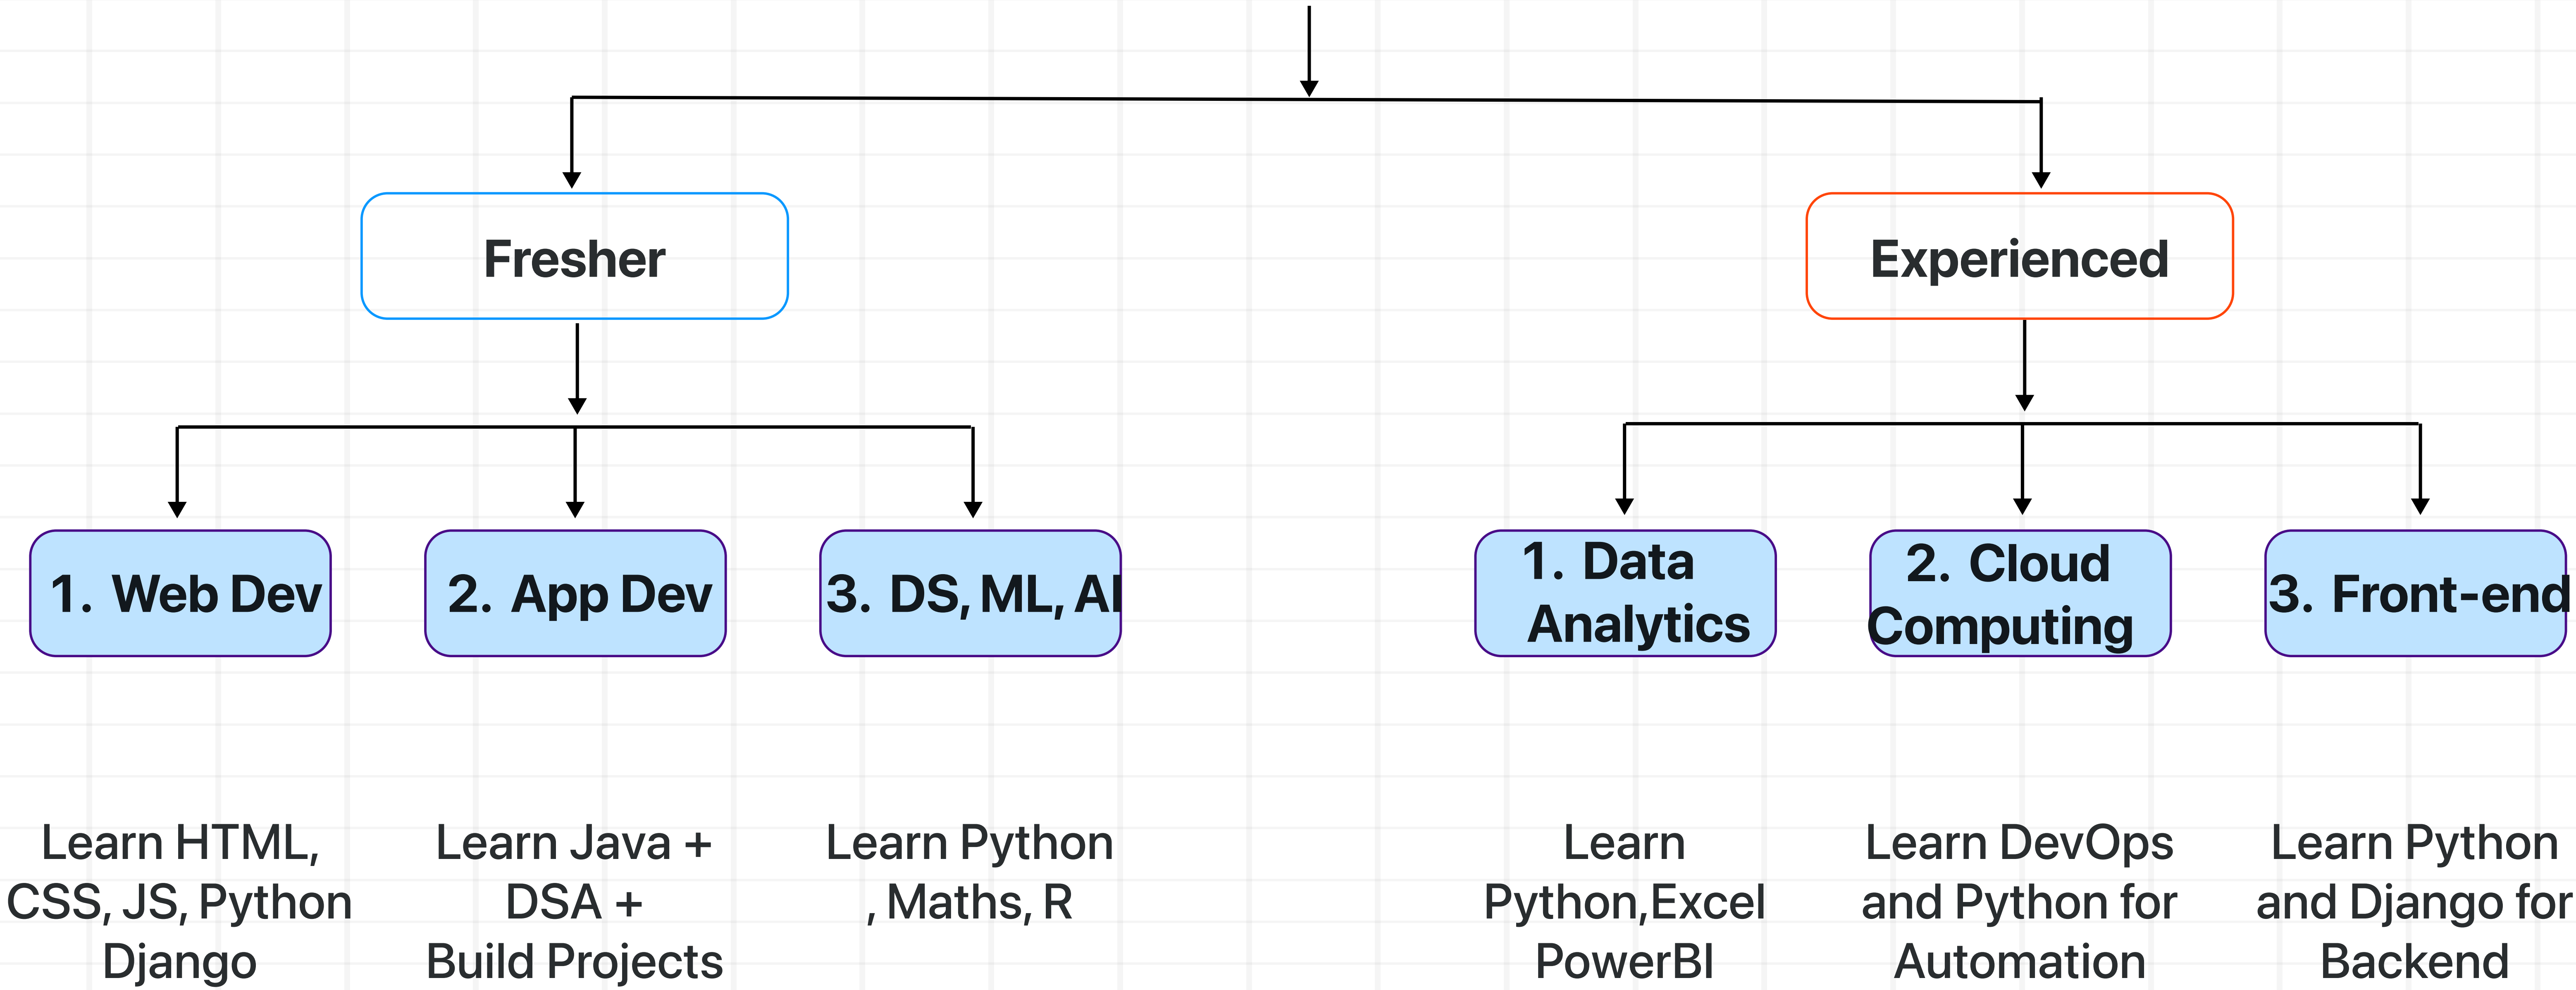 Fresher
Experienced
1. Web Dev
2. App Dev
3. DS, ML, AI
1. Data
Analytics
2. Cloud
Computing
3. Front-end
Learn HTML,
CSS, JS, Python
Django
Learn Java +
DSA +
Build Projects
Learn Python
, Maths, R
Learn
Python,Excel
PowerBI
Learn DevOps
and Python for
Automation
Learn Python
and Django for
Backend